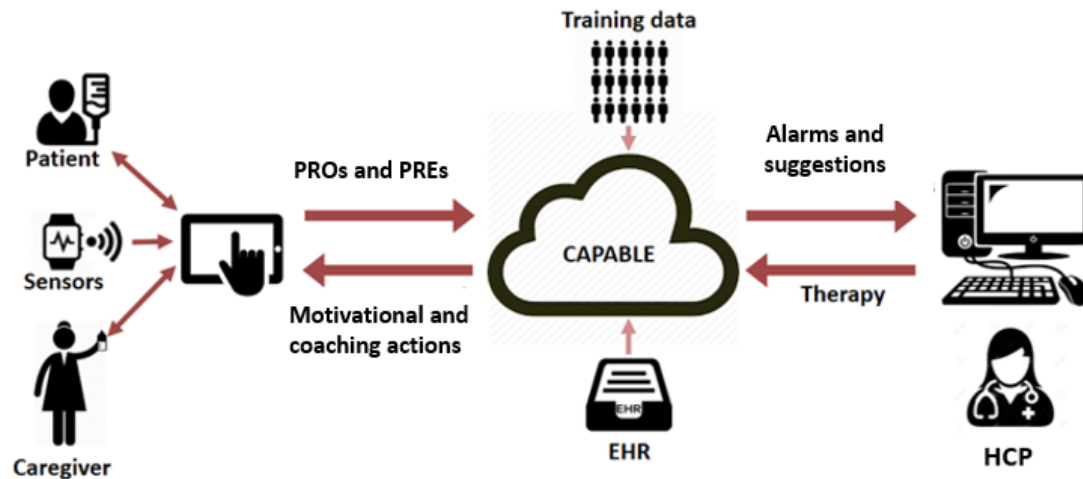 Training data
Patient
PROs and PREs
Alarms and
suggestions
Sensors
CAPABLE
Motivational and
coaching actions
Therapy
Caregiver
EHR
EHR
HCP